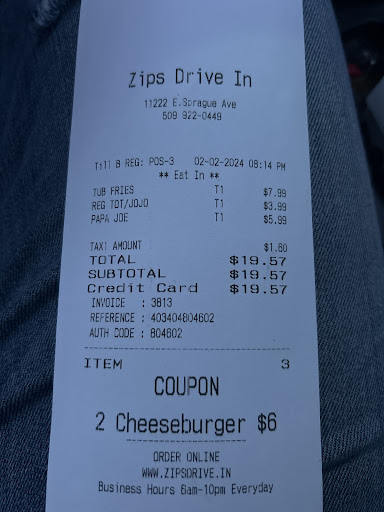 Zips Drive In
11222 E.Sprague Ave
509 922-0449
Till B REG: POS-3 02-02-2024 08:14 PM
** Eat In **
TUB FRIES T1 $7.99
REG TOT/JOJO T1 $3.99
PAPA JOE T1 $5.99
TAX1 AMOUNT $1.60
TOTAL $19.57
SUBTOTAL $19.57
Credit Card $19.57
INVOICE : 3813
REFERENCE : 403404804602
AUTH CODE : 804602
ITEM 3
COUPON
2 Cheeseburger $6
ORDER ONLINE
WWW.ZIPSDRIVE.IN
Business Hours 6am-10pm Everyday